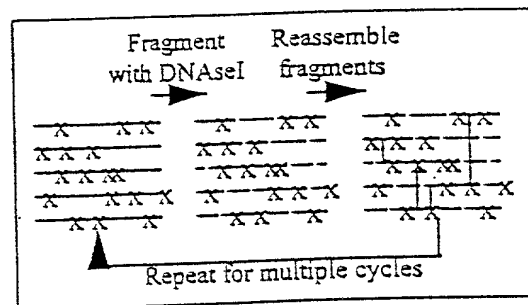 Fragment
with DNAseI
Reassemble
fragments
X X X X X X X X
X X X X X X X X X
X X X X X X X X X X X
X X X X X X X X X X X X
X X X X X X X X X
Repeat for multiple cycles